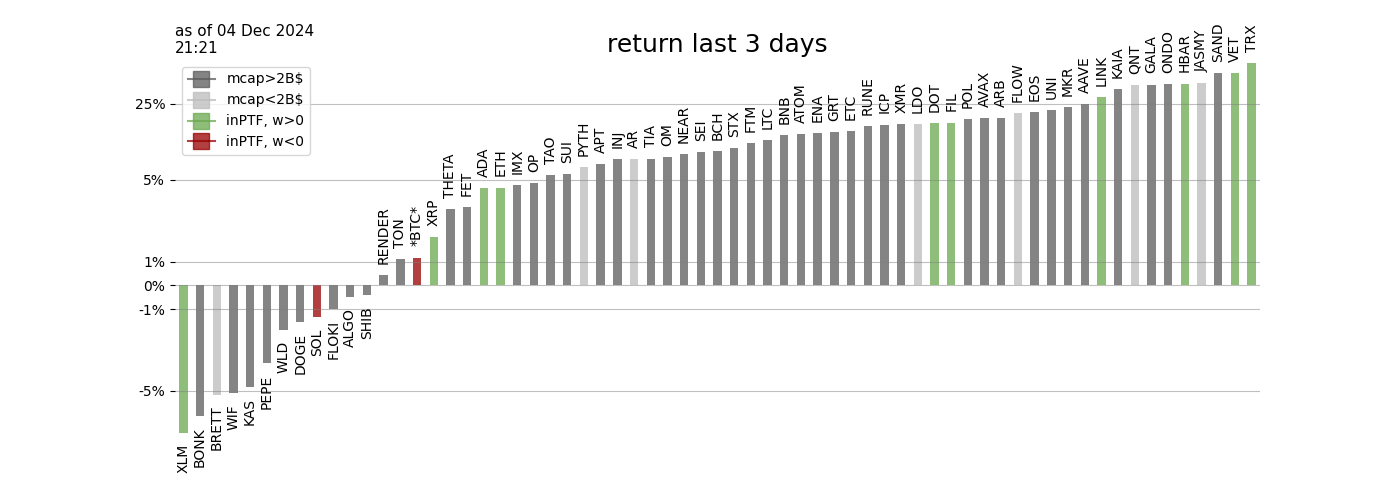 as of 04 Dec 2024
21:21
return last 3 days
mcap>2B$
mcap<2B$
inPTF, w>0
inPTF, w<0
25%
5%
1%
0%
-1%
-5%
XLM
BONK
BRETT
WIF
KAS
PEPE
WLD
DOGE
SOL
FLOKI
ALGO
SHIB
RENDER
TON
*BTC*
XRP
THETA
FET
ADA
ETH
IMX
OP
TAO
SUI
PYTH
APT
INJ
AR
TIA
OM
NEAR
SEI
BCH
STX
FTM
LTC
BNB
ATOM
ENA
GRT
ETC
RUNE
ICP
XMR
LDO
DOT
FIL
POL
AVAX
ARB
FLOW
EOS
UNI
MKR
AAVE
LINK
KAIA
QNT
GALA
ONDO
HBAR
JASMY
SAND
VET
TRX